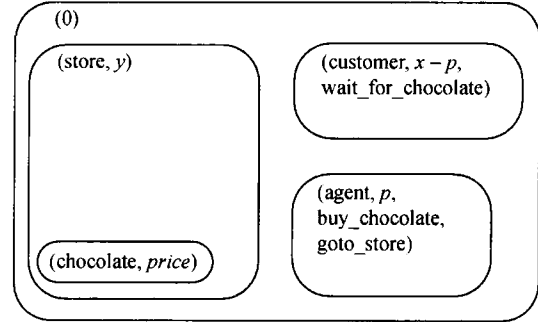 (0)
(store, y)
(chocolate, price)
(customer, x – p,
wait_for_chocolate)
(agent, p,
buy_chocolate,
goto_store)